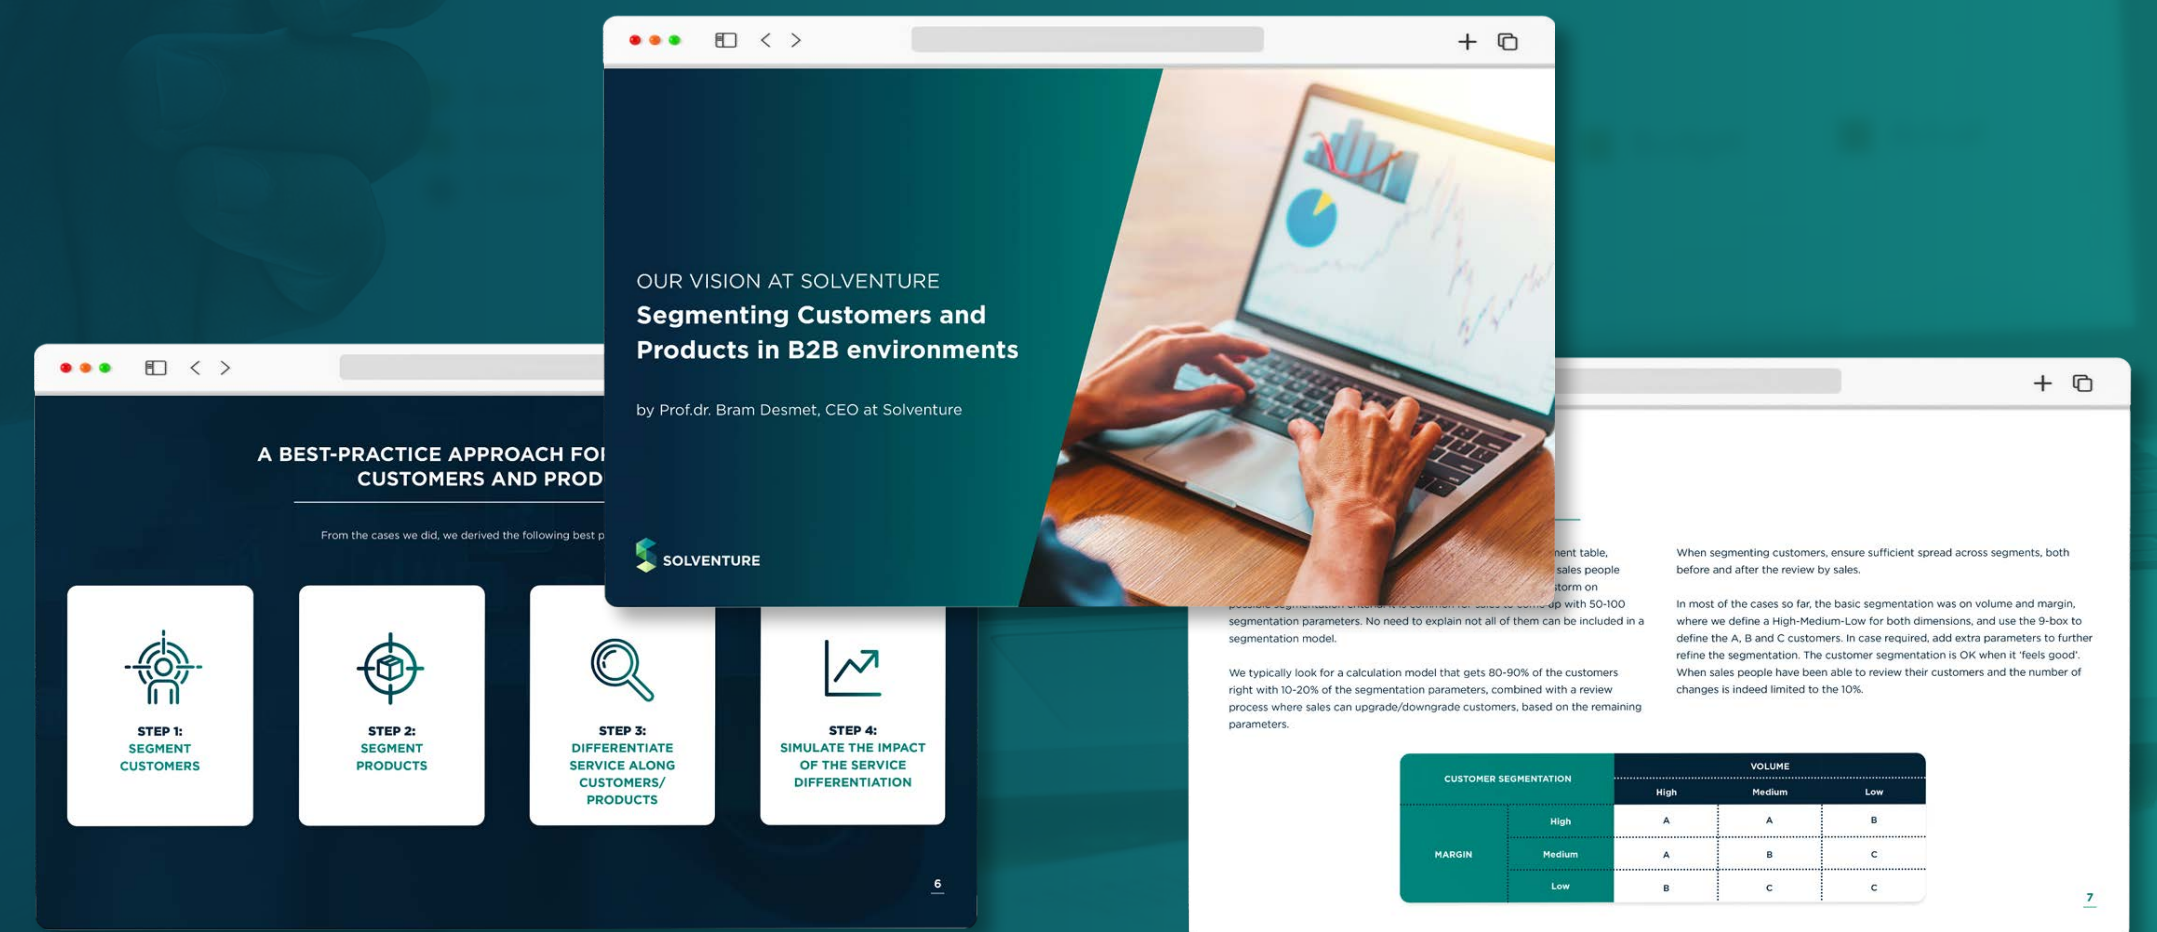 OUR VISION AT SOLVENTURE
Segmenting Customers and
Products in B2B environments
by Prof.dr. Bram Desmet, CEO at Solventure
SOLVENTURE
A BEST-PRACTICE APPROACH FO
CUSTOMERS AND PROD
From the cases we did, we derived the following best p
STEP 1:
SEGMENT
CUSTOMERS
STEP 2:
SEGMENT
PRODUCTS
STEP 3:
DIFFERENTIATE
SERVICE ALONG
CUSTOMERS/
PRODUCTS
STEP 4:
SIMULATE THE IMPACT
OF THE SERVICE
DIFFERENTIATION
6
table,
sales people
on
up with 50-100
segmentation parameters. No need to explain not all of them can be included in a
segmentation model.
We typically look for a calculation model that gets 80-90% of the customers
right with 10-20% of the segmentation parameters, combined with a review
process where sales can upgrade/downgrade customers, based on the remaining
parameters.
When segmenting customers, ensure sufficient spread across segments, both
before and after the review by sales.
In most of the cases so far, the basic segmentation was on volume and margin,
where we define a High-Medium-Low for both dimensions, and use the 9-box to
define the A, B and C customers. In case required, add extra parameters to further
refine the segmentation. The customer segmentation is OK when it 'feels good'.
When sales people have been able to review their customers and the number of
changes is indeed limited to the 10%.
CUSTOMER SEGMENTATION
VOLUME
High Medium Low
MARGIN
High A A B
Medium A B C
Low B C C
7